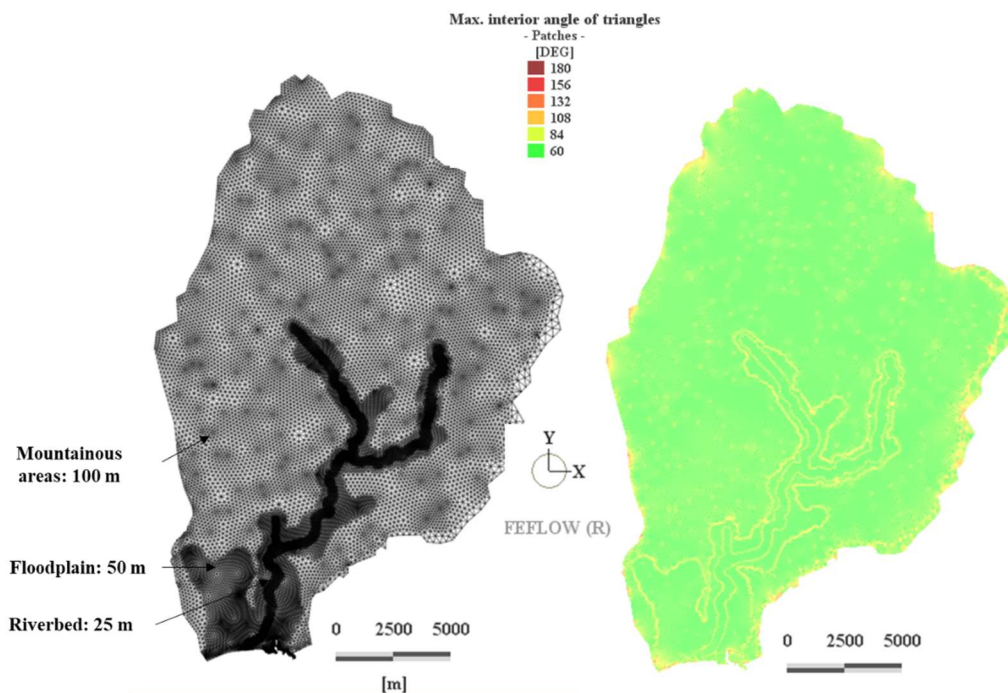 Max. interior angle of triangles
- Patches -
[DEG]
180
156
132
108
84
60
Mountainous
areas: 100 m
Y
X
FEFLOW (R)
Floodplain: 50 m
Riverbed: 25 m
0 2500 5000
[m]
0 2500 5000